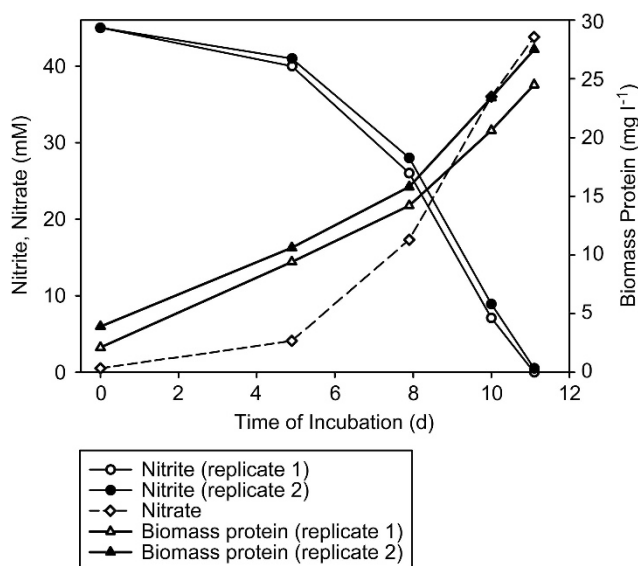 Nitrite, Nitrate (mM)
40
30
20
10
0
30
25
20
15
10
5
0
Biomass Protein (mg l-1)
0 2 4 6 8 10 12
Time of Incubation (d)
Nitrite (replicate 1)
Nitrite (replicate 2)
Nitrate
Biomass protein (replicate 1)
Biomass protein (replicate 2)